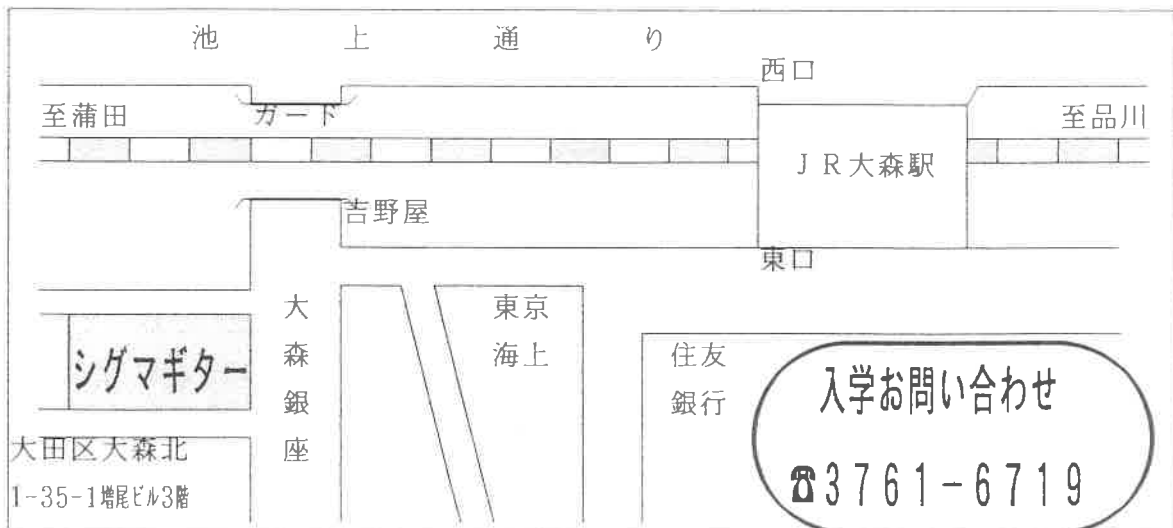 池上通り
西口
至蒲田
ガード
至品川
JR大森駅
吉野屋
東口
大森銀座
東京
海上
シグマギター
住友
銀行
入学お問い合わせ
☎3761-6719
大田区大森北
1-35-1増尾ビル3階